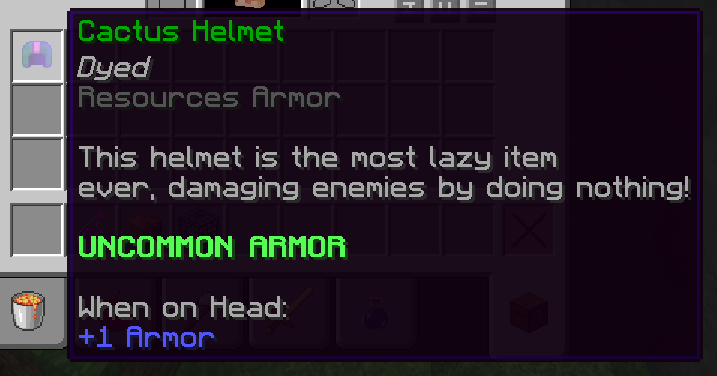 Cactus Helmet
Dyed
Resources Armor
This helmet is the most lazy item
ever, damaging enemies by doing nothing!
UNCOMMON ARMOR
When on Head:
+1 Armor